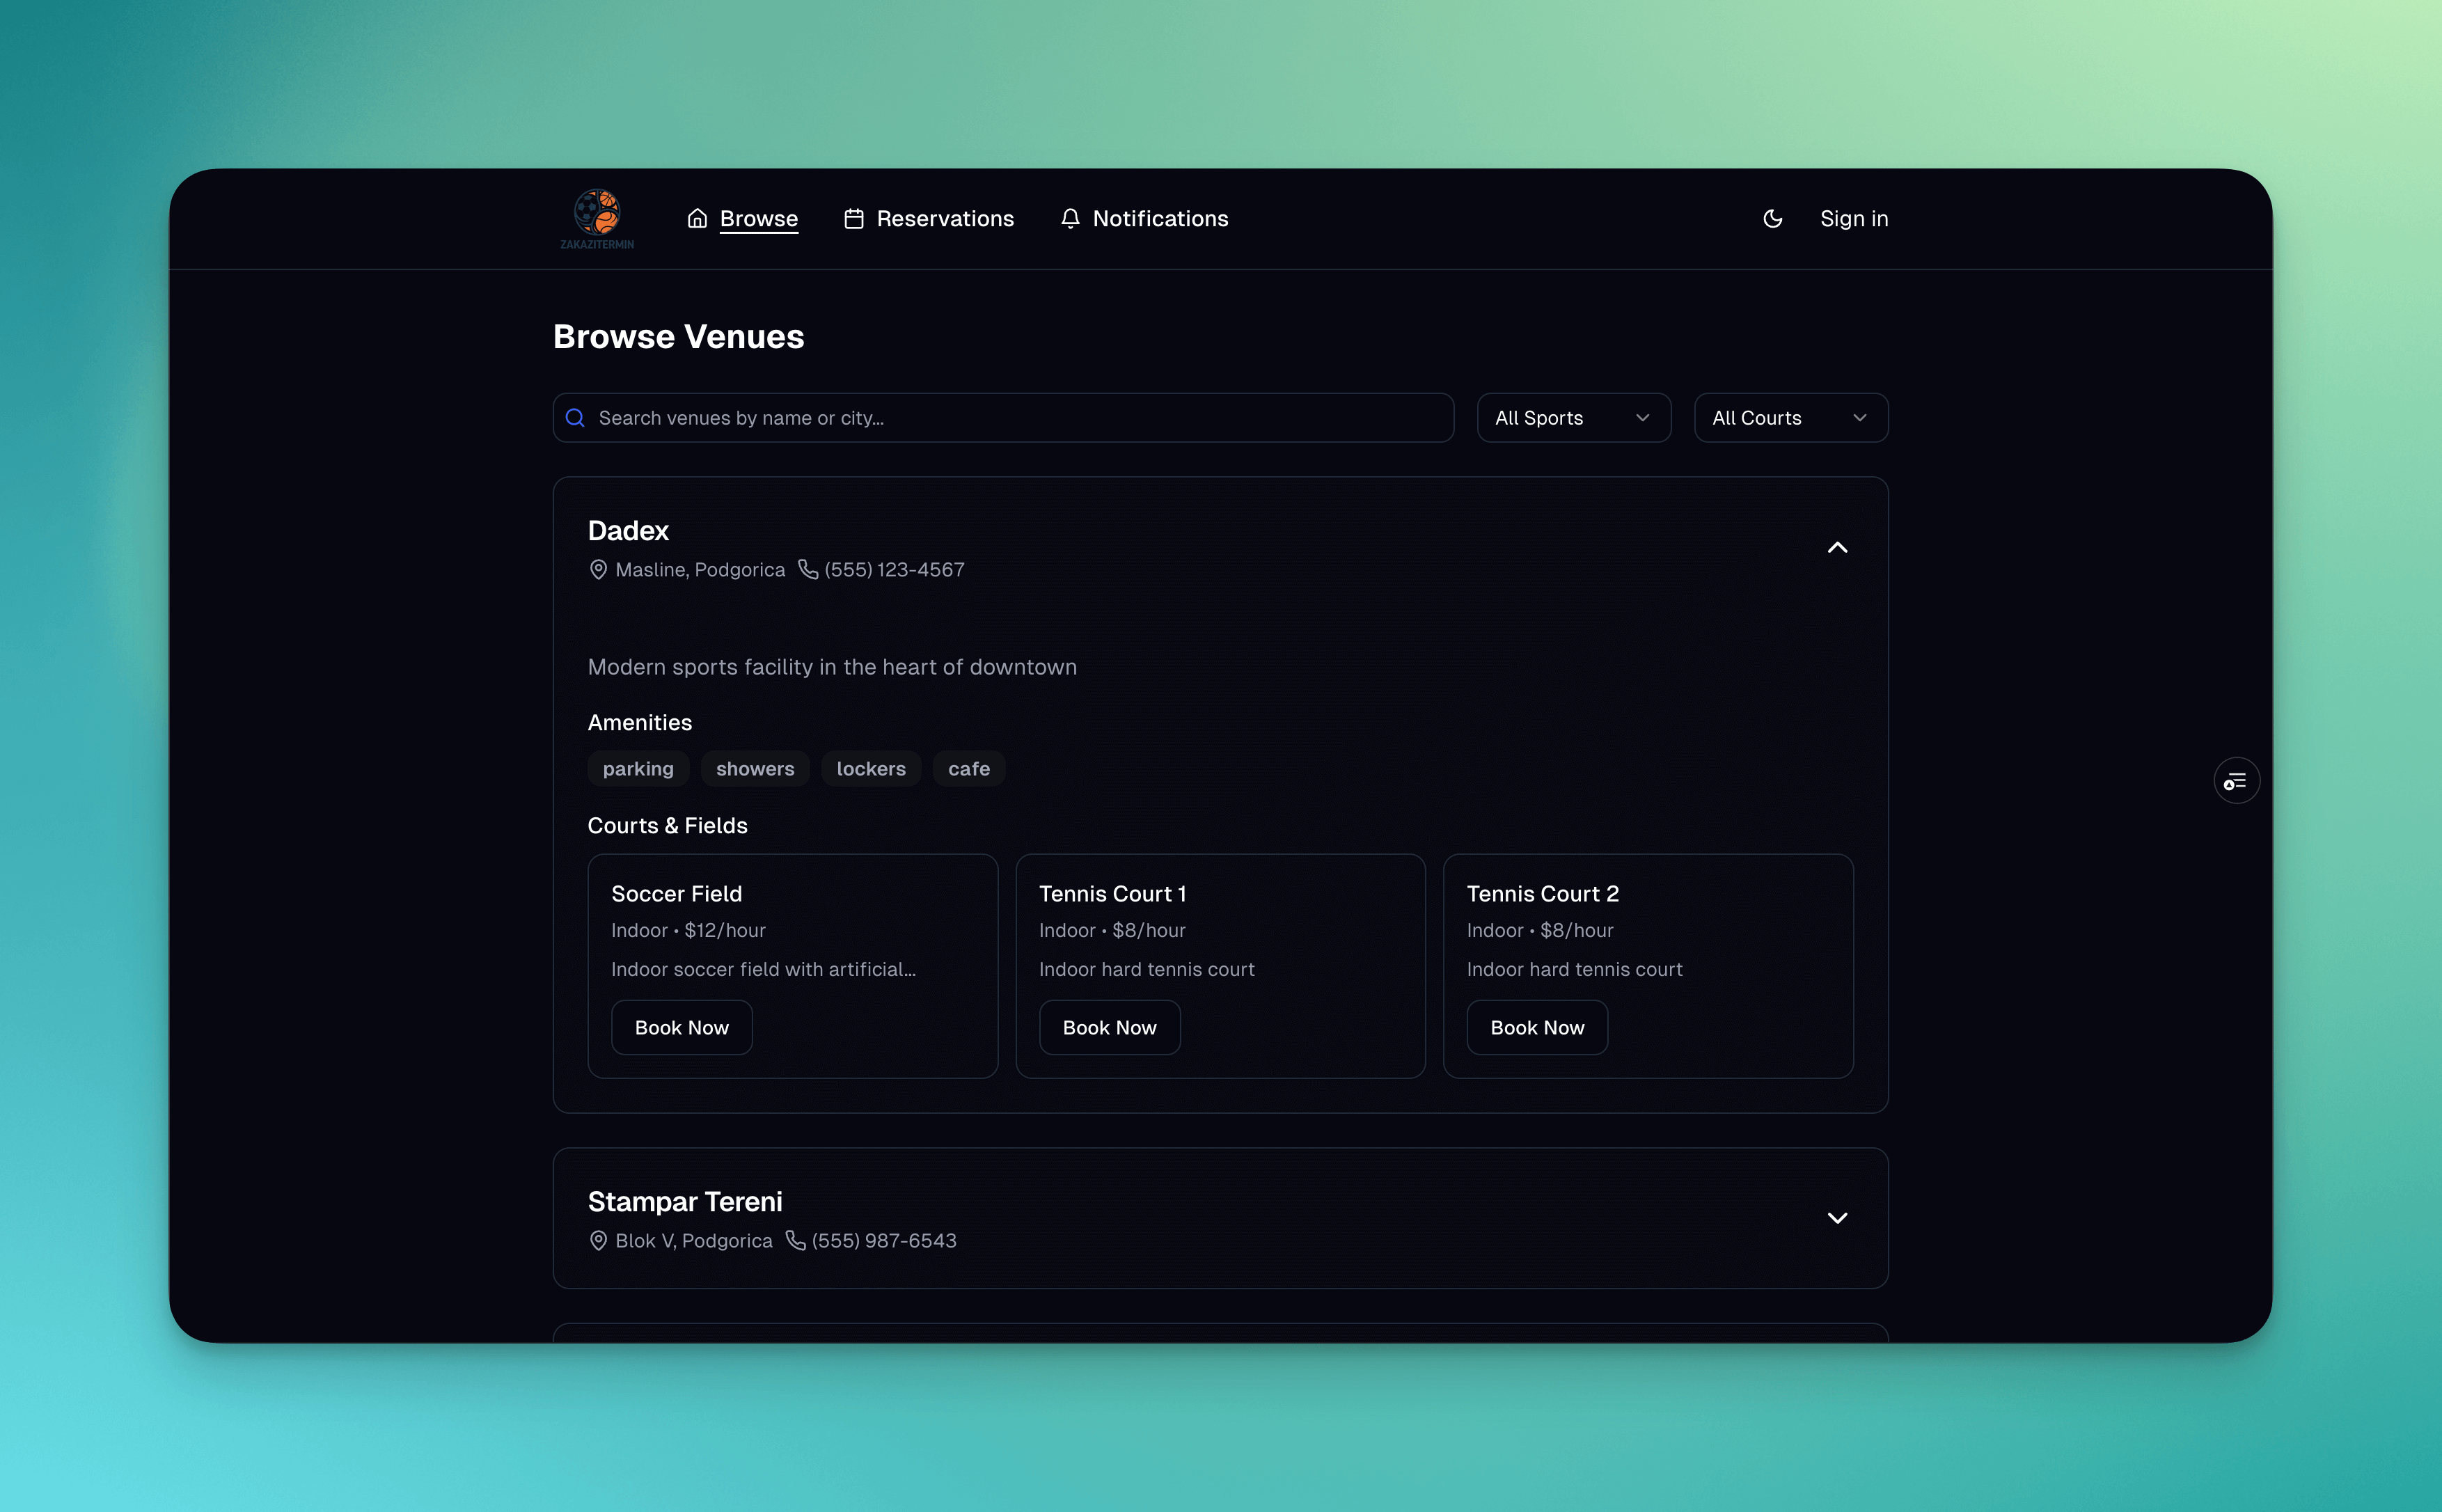 ZAKAZITERMIN
Browse
Reservations
Notifications
Sign in
Browse Venues
Search venues by name or city...
All Sports
All Courts
Dadex
Masline, Podgorica (555) 123-4567
Modern sports facility in the heart of downtown
Amenities
parking showers lockers cafe
Courts & Fields
Soccer Field
Indoor • $12/hour
Indoor soccer field with artificial...
Book Now
Tennis Court 1
Indoor • $8/hour
Indoor hard tennis court
Book Now
Tennis Court 2
Indoor • $8/hour
Indoor hard tennis court
Book Now
Stampar Tereni
Blok V, Podgorica (555) 987-6543